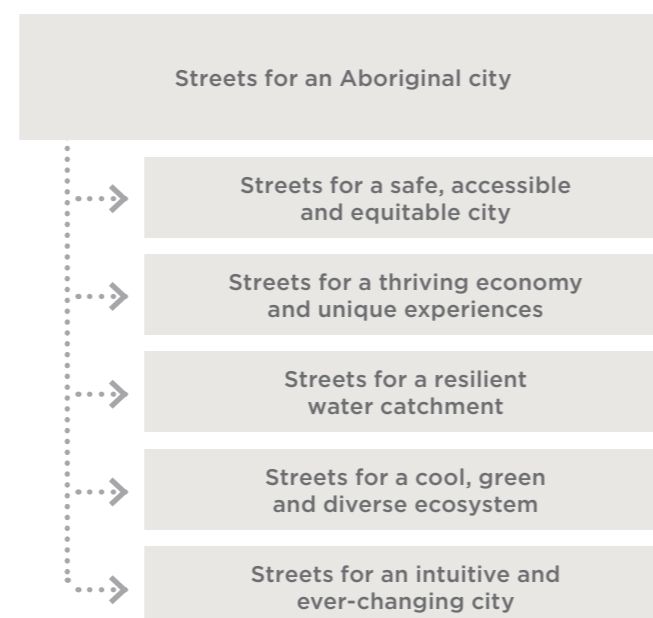 Streets for an Aboriginal city
Streets for a safe, accessible
and equitable city
Streets for a thriving economy
and unique experiences
Streets for a resilient
water catchment
Streets for a cool, green
and diverse ecosystem
Streets for an intuitive and
ever-changing city